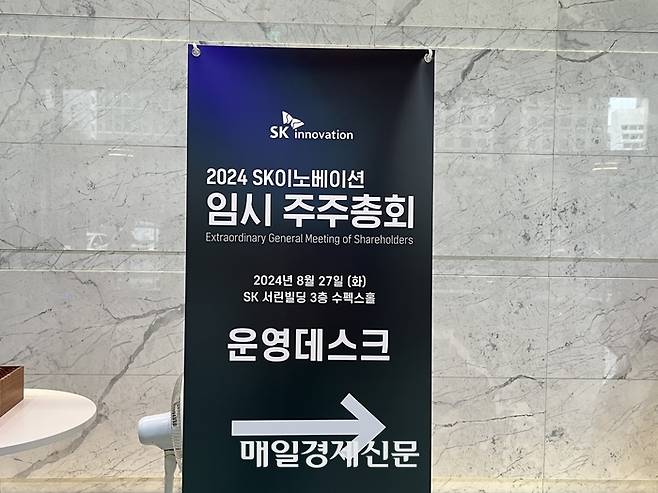 SK innovation
2024 SK이노베이션
임시 주주총회
Extraordinary General Meeting of Shareholders
2024년 8월 27일 (화)
SK 서린빌딩 3층 수펙스홀
운영데스크
매일경제신문